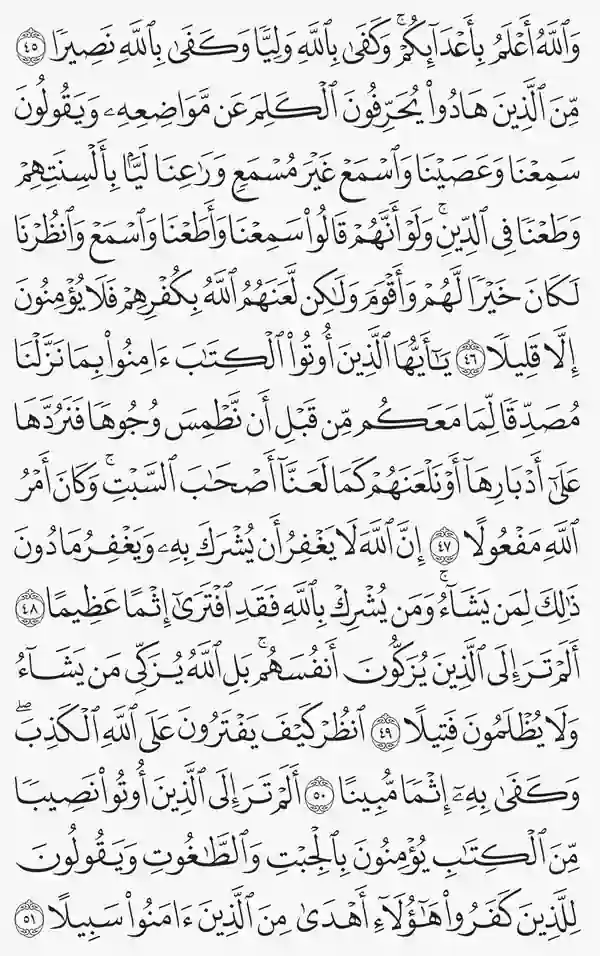 وَٱللَّهُ أَعۡلَمُ بِأَعۡدَآئِكُمۡۚ وَكَفَىٰ بِٱللَّهِ وَلِيّٗا وَكَفَىٰ بِٱللَّهِ نَصِيرٗا ٤٥
مِّنَ ٱلَّذِينَ هَادُواْ يُحَرِّفُونَ ٱلۡكَلِمَ عَن مَّوَاضِعِهِۦ وَيَقُولُونَ
سَمِعۡنَا وَعَصَيۡنَا وَٱسۡمَعۡ غَيۡرَ مُسۡمَعٖ وَرَٰعِنَا لَيَّۢا بِأَلۡسِنَتِهِمۡ
وَطَعۡنٗا فِي ٱلدِّينِۚ وَلَوۡ أَنَّهُمۡ قَالُواْ سَمِعۡنَا وَأَطَعۡنَا وَٱسۡمَعۡ وَٱنظُرۡنَا
لَكَانَ خَيۡرٗا لَّهُمۡ وَأَقۡوَمَ وَلَٰكِن لَّعَنَهُمُ ٱللَّهُ بِكُفۡرِهِمۡ فَلَا يُؤۡمِنُونَ
إِلَّا قَلِيلٗا ٤٦ يَٰٓأَيُّهَا ٱلَّذِينَ أُوتُواْ ٱلۡكِتَٰبَ ءَامِنُواْ بِمَا نَزَّلۡنَا
مُصَدِّقٗا لِّمَا مَعَكُم مِّن قَبۡلِ أَن نَّطۡمِسَ وُجُوهٗا فَنَرُدَّهَا
عَلَىٰٓ أَدۡبَارِهَآ أَوۡ نَلۡعَنَهُمۡ كَمَا لَعَنَّآ أَصۡحَٰبَ ٱلسَّبۡتِۚ وَكَانَ أَمۡرُ
ٱللَّهِ مَفۡعُولًا ٤٧ إِنَّ ٱللَّهَ لَا يَغۡفِرُ أَن يُشۡرَكَ بِهِۦ وَيَغۡفِرُ مَا دُونَ
ذَٰلِكَ لِمَن يَشَآءُۚ وَمَن يُشۡرِكۡ بِٱللَّهِ فَقَدِ ٱفۡتَرَىٰٓ إِثۡمًا عَظِيمًا ٤٨
أَلَمۡ تَرَ إِلَى ٱلَّذِينَ يُزَكُّونَ أَنفُسَهُمۚ بَلِ ٱللَّهُ يُزَكِّي مَن يَشَآءُ
وَلَا يُظۡلَمُونَ فَتِيلًا ٤٩ ٱنظُرۡ كَيۡفَ يَفۡتَرُونَ عَلَى ٱللَّهِ ٱلۡكَذِبَۖ
وَكَفَىٰ بِهِۦٓ إِثۡمٗا مُّبِينًا ٥٠ أَلَمۡ تَرَ إِلَى ٱلَّذِينَ أُوتُواْ نَصِيبٗا
مِّنَ ٱلۡكِتَٰبِ يُؤۡمِنُونَ بِٱلۡجِبۡتِ وَٱلطَّٰغُوتِ وَيَقُولُونَ
لِلَّذِينَ كَفَرُواْ هَٰٓؤُلَآءِ أَهۡدَىٰ مِنَ ٱلَّذِينَ ءَامَنُواْ سَبِيلًا ٥١